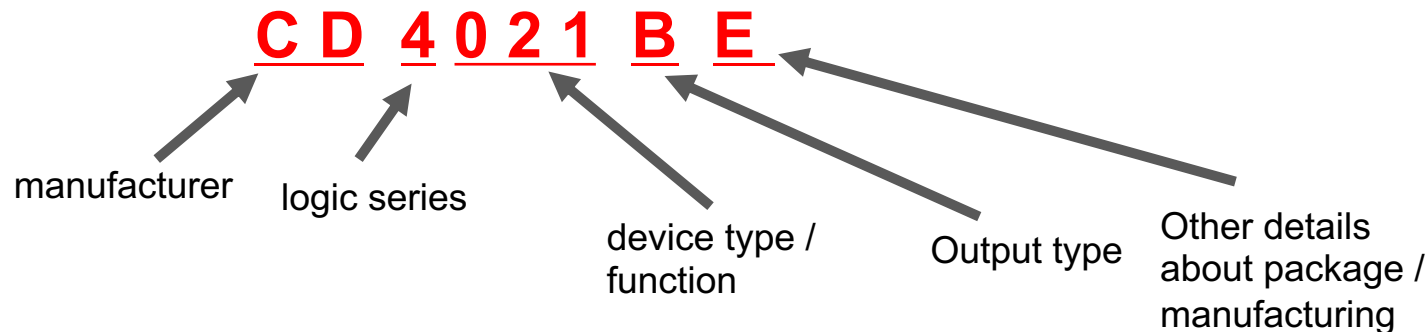 C D 4 0 2 1 B E
manufacturer
logic series
device type /
function
Output type
Other details
about package /
manufacturing